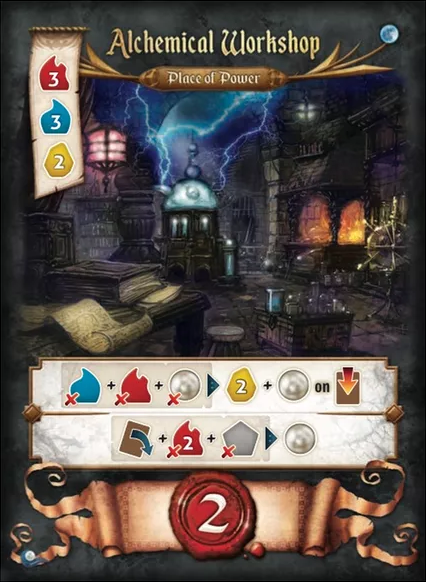 Alchemical Workshop
Place of Power
3
3
2
+ + 2 + on
+ 2 +
2